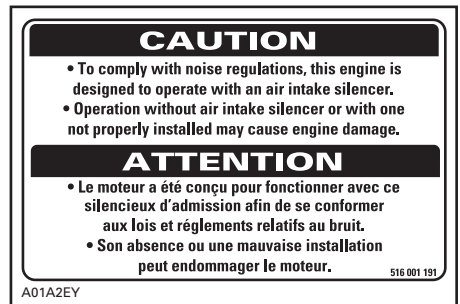 CAUTION
• To comply with noise regulations, this engine is
designed to operate with an air intake silencer.
• Operation without air intake silencer or with one
not properly installed may cause engine damage.
ATTENTION
• Le moteur a été conçu pour fonctionner avec ce
silencieux d'admission afin de se conformer
aux lois et réglements relatifs au bruit.
• Son absence ou une mauvaise installation
peut endommager le moteur.
516 001 191
A01A2EY